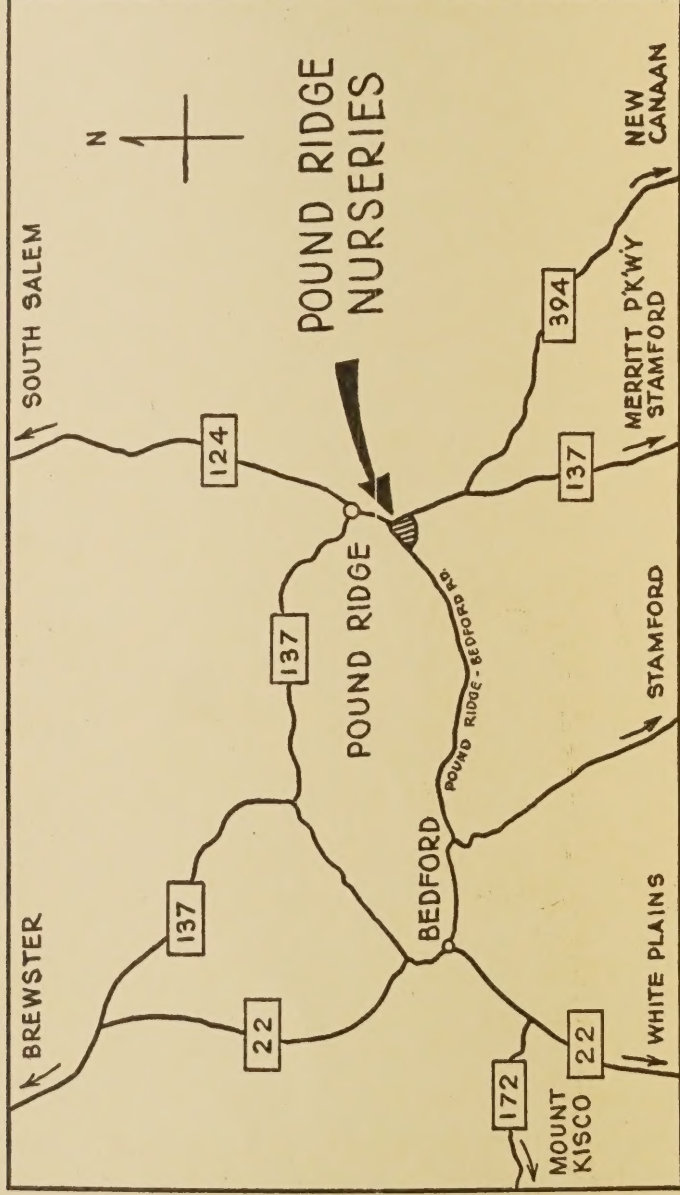 BREWSTER
SOUTH SALEM
N
137
22
137
124
POUND RIDGE
NURSERIES
POUND RIDGE
BEDFORD
POUND RIDGE - BEDFORD RD.
172
MOUNT
KISCO
22
WHITE PLAINS
STAMFORD
137
MERRITT P'K'W'Y
STAMFORD
394
NEW
CANAAN